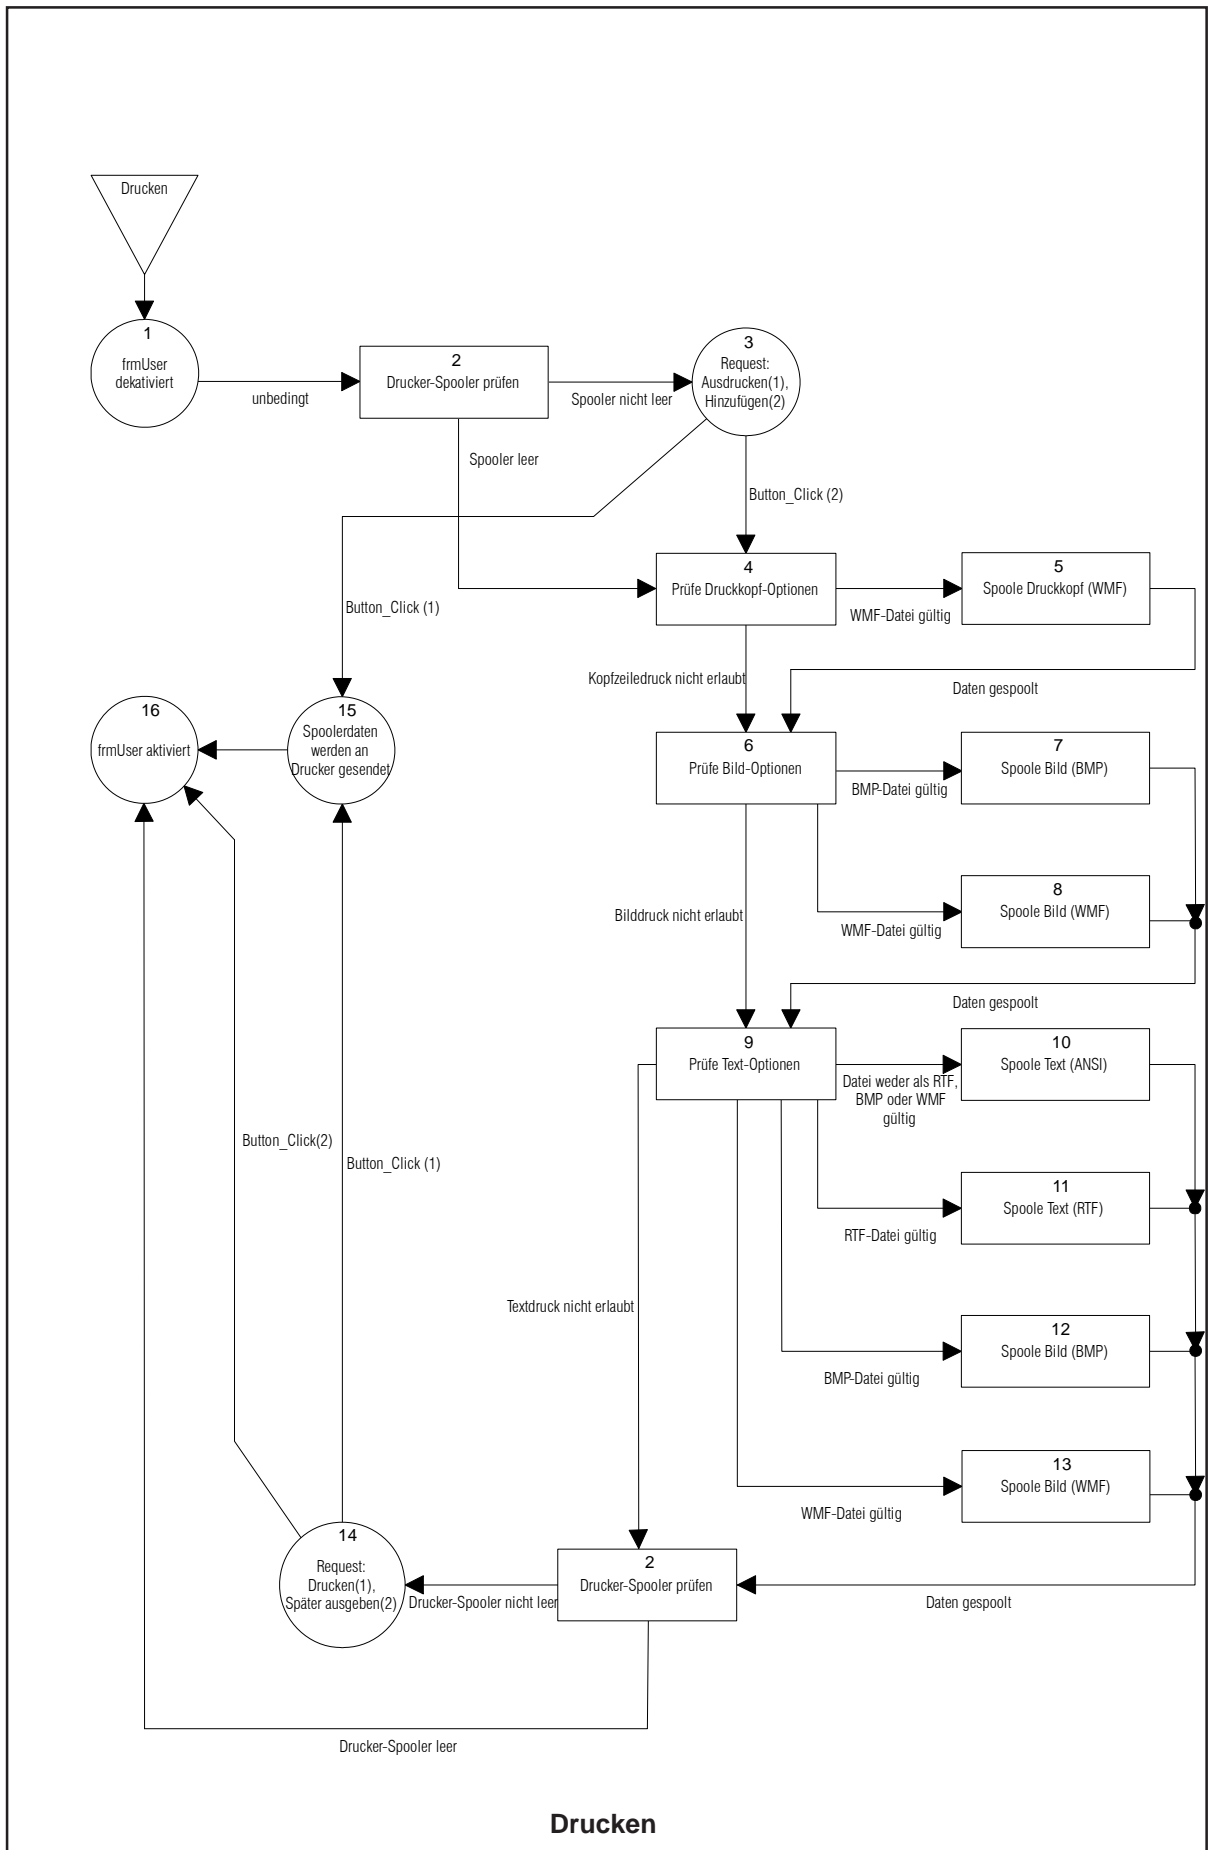 Drucken
1
frmUser
dekativiert
unbedingt
2
Drucker-Spooler prüfen
Spooler nicht leer
3
Request:
Ausdrucken(1),
Hinzufügen(2)
Spooler leer
Button_Click (2)
4
Prüfe Druckkopf-Optionen
5
Spoole Druckkopf (WMF)
WMF-Datei gültig
Button_Click (1)
Kopfzeiledruck nicht erlaubt
Daten gespoolt
16
frmUser aktiviert
15
Spoolerdaten
werden an
Drucker gesendet
6
Prüfe Bild-Optionen
7
Spoole Bild (BMP)
BMP-Datei gültig
8
Spoole Bild (WMF)
Bilddruck nicht erlaubt
WMF-Datei gültig
Daten gespoolt
9
Prüfe Text-Optionen
10
Spoole Text (ANSI)
Datei weder als RTF,
BMP oder WMF
gültig
Button_Click(2)
Button_Click (1)
11
Spoole Text (RTF)
RTF-Datei gültig
Textdruck nicht erlaubt
12
Spoole Bild (BMP)
BMP-Datei gültig
13
Spoole Bild (WMF)
WMF-Datei gültig
14
Request:
Drucken(1),
Später ausgeben(2)
Drucker-Spooler nicht leer
2
Drucker-Spooler prüfen
Daten gespoolt
Drucker-Spooler leer
Drucken